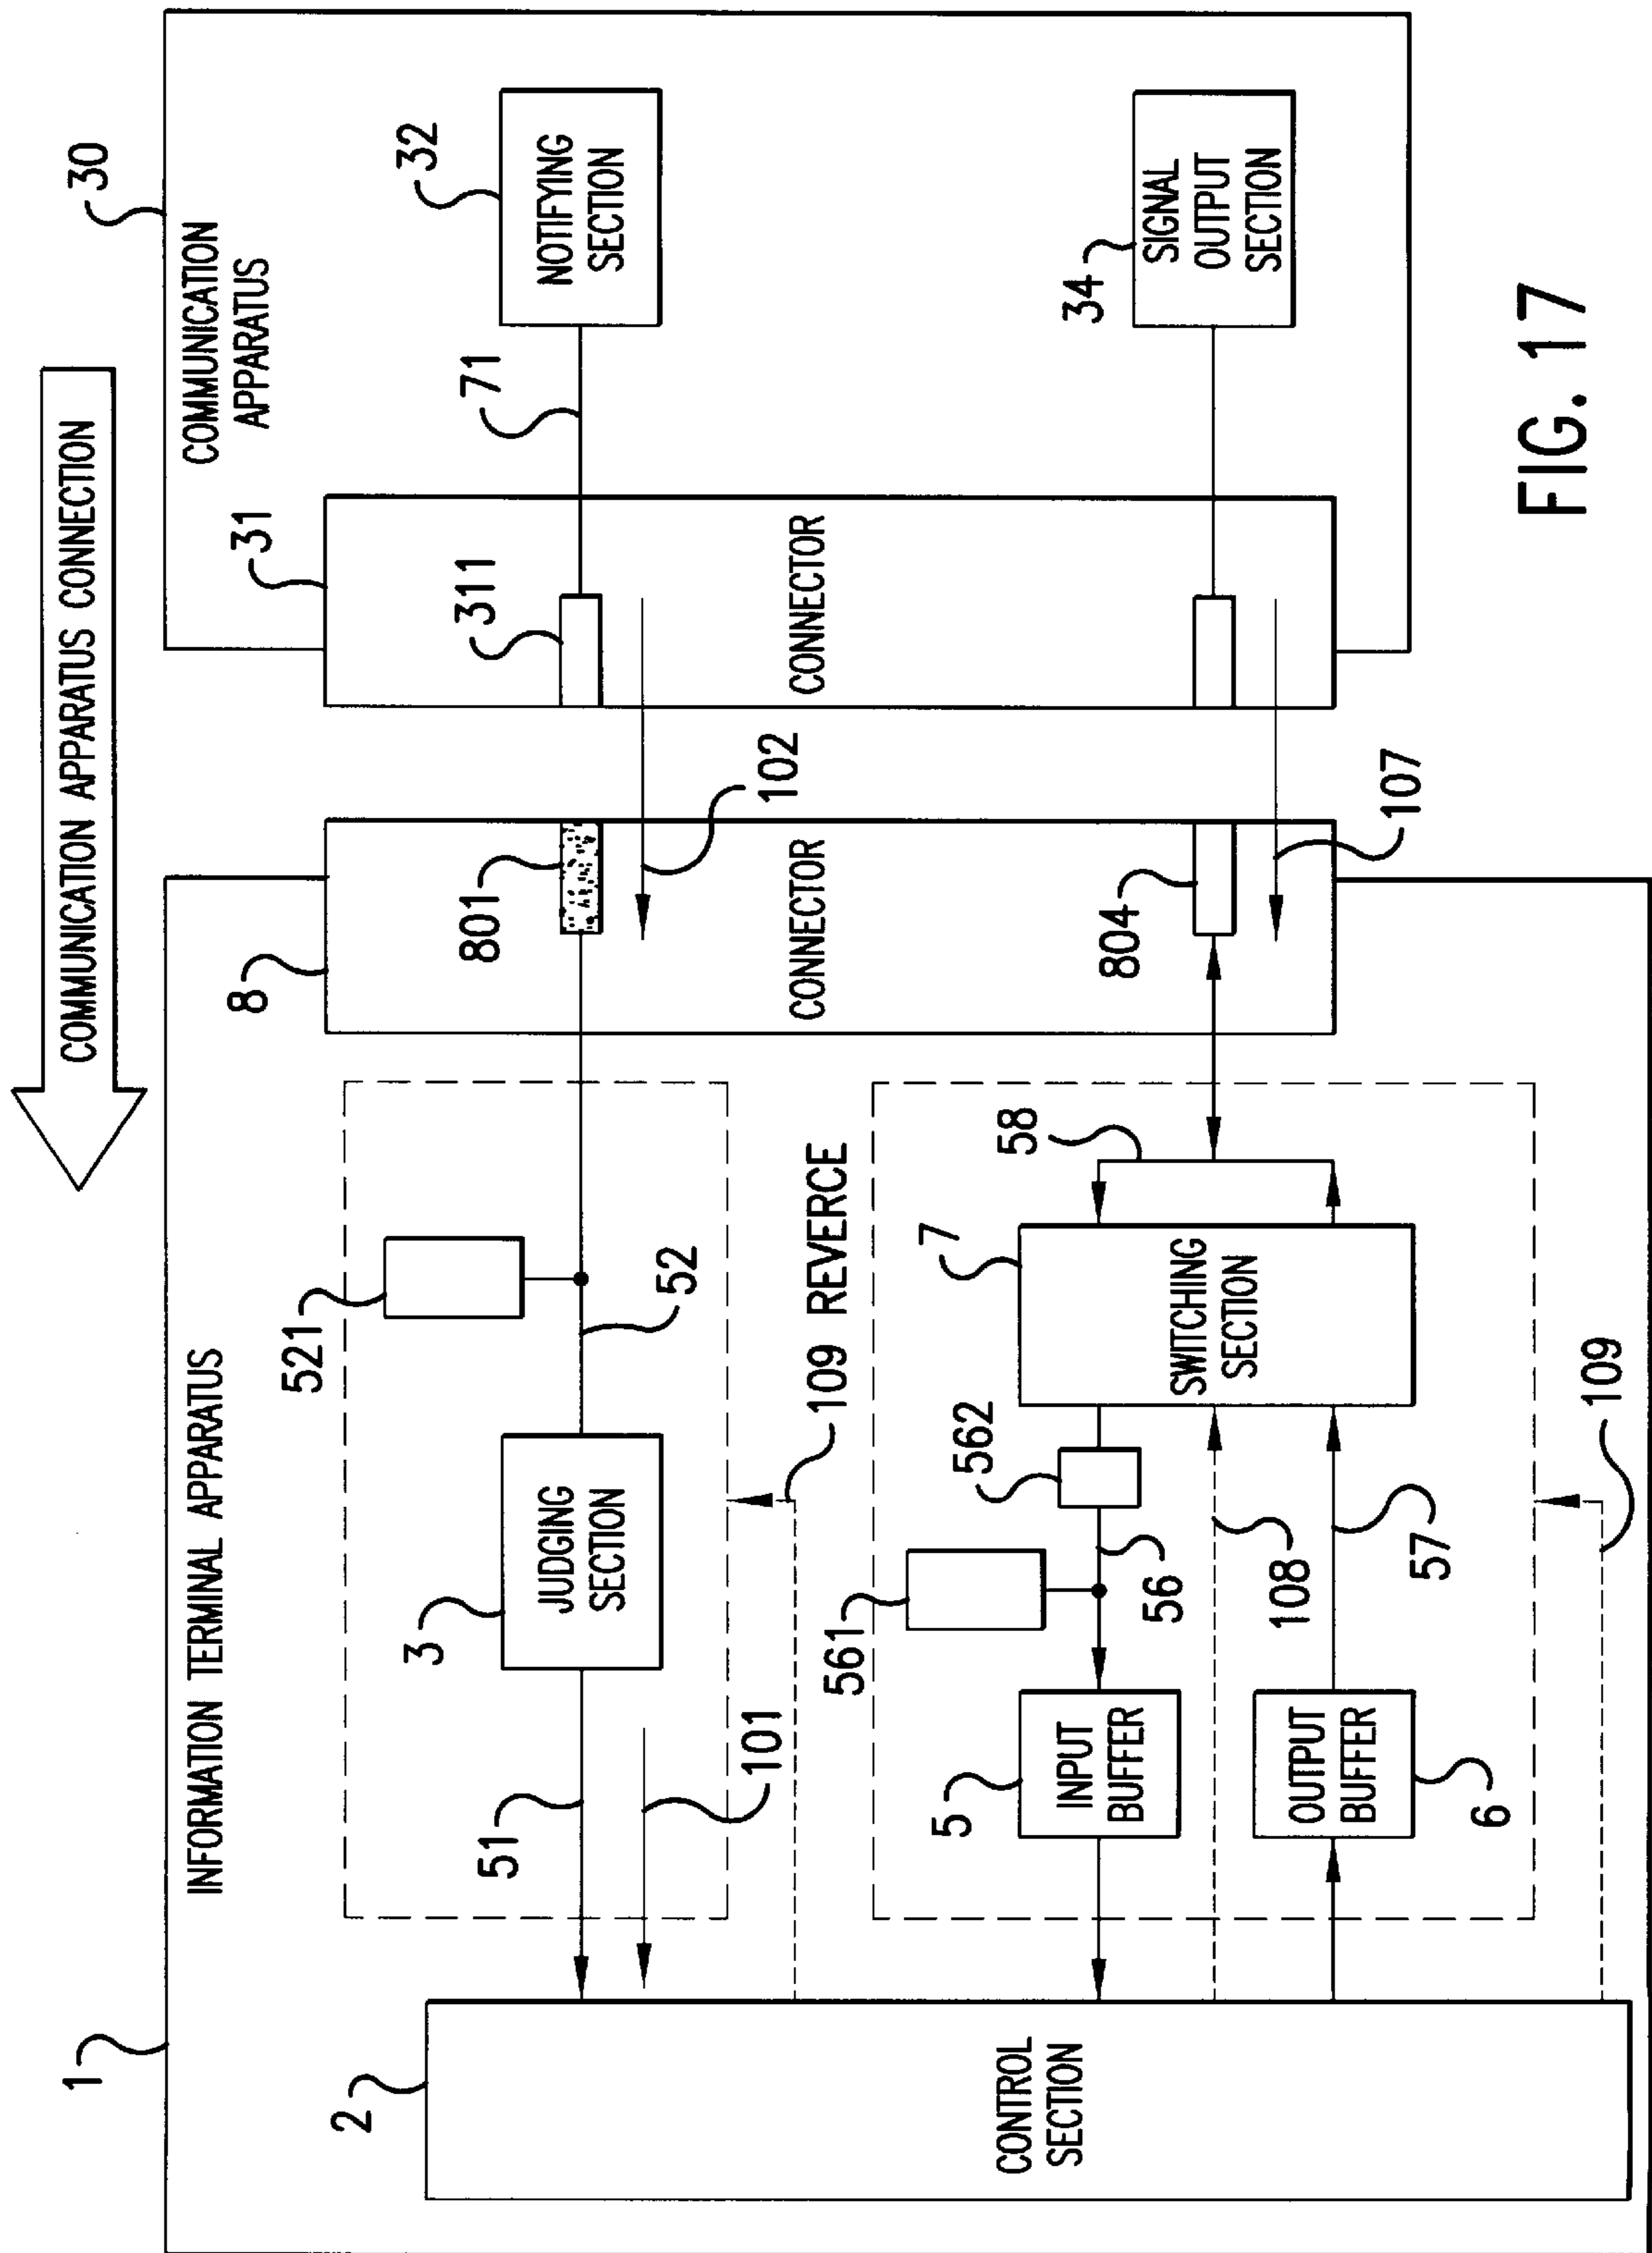 COMMUNICATION APPARATUS CONNECTION
1
INFORMATION TERMINAL APPARATUS
30
COMMUNICATION
APPARATUS
2
CONTROL
SECTION
51
101
3
JUDGING
SECTION
521
52
109 REVERCE
8
801
CONNECTOR
102
31
311
CONNECTOR
71
32
NOTIFYING
SECTION
5
INPUT
BUFFER
561
56
562
7
SWITCHING
SECTION
58
804
107
34
SIGNAL
OUTPUT
SECTION
108
OUTPUT
BUFFER
6
57
109
FIG. 17